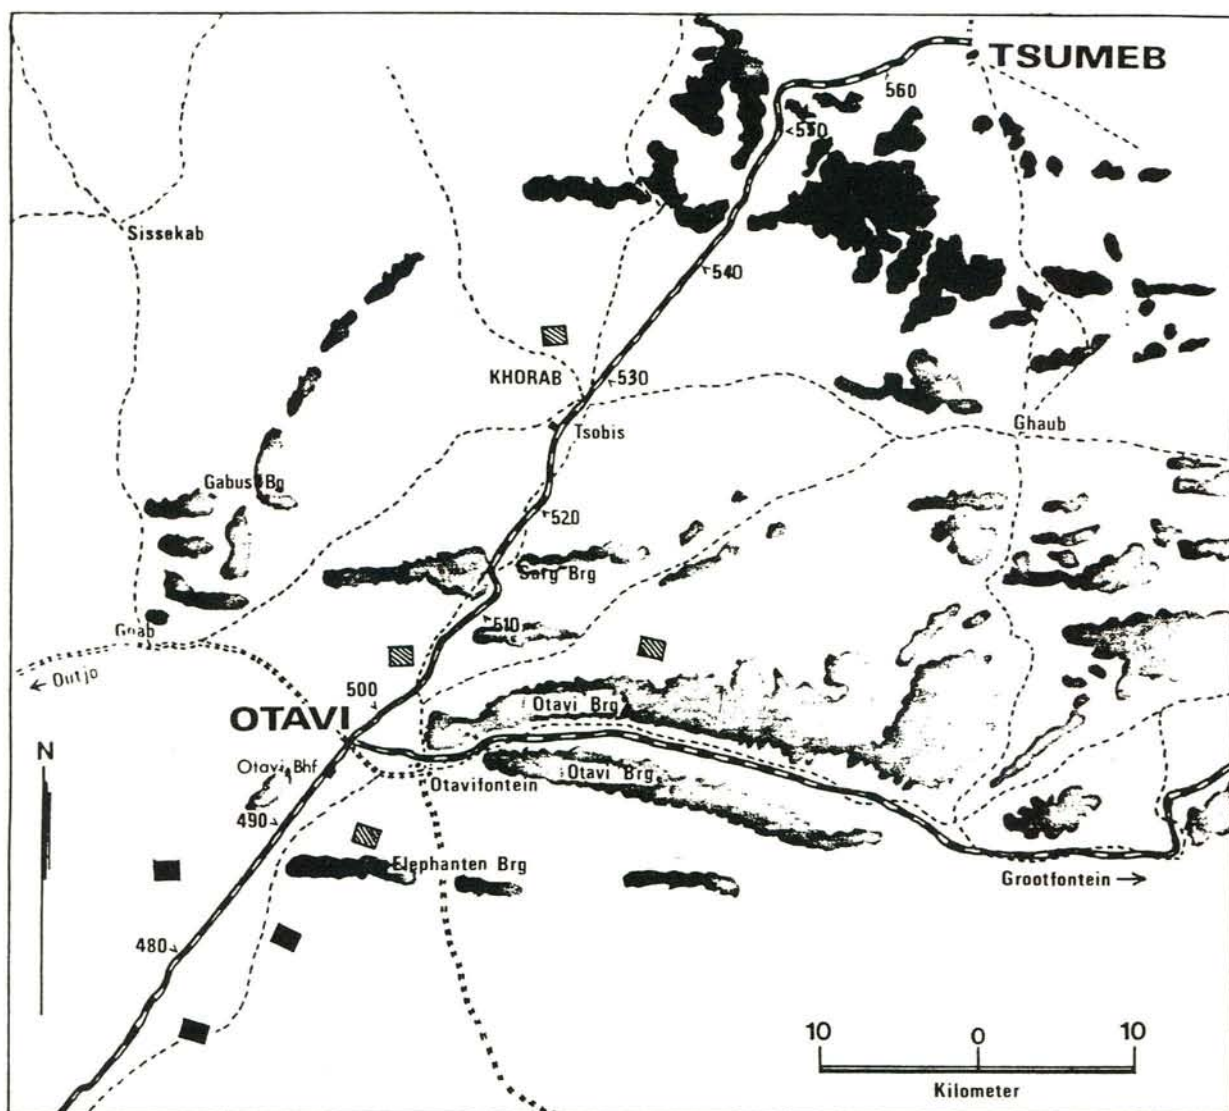 TSUMEB
560
550
Sissekab
540
530
KHORAB
Ghaub
Tsobis
Gabus Bg
520
Sarg Brg
510
Goab
← Outjo
500
Otavi Brg
OTAVI
N
Otavi Bhf
Otavi Brg
Otavifontein
490
Elephanten Brg
Grootfontein →
480
10 0 10
Kilometer